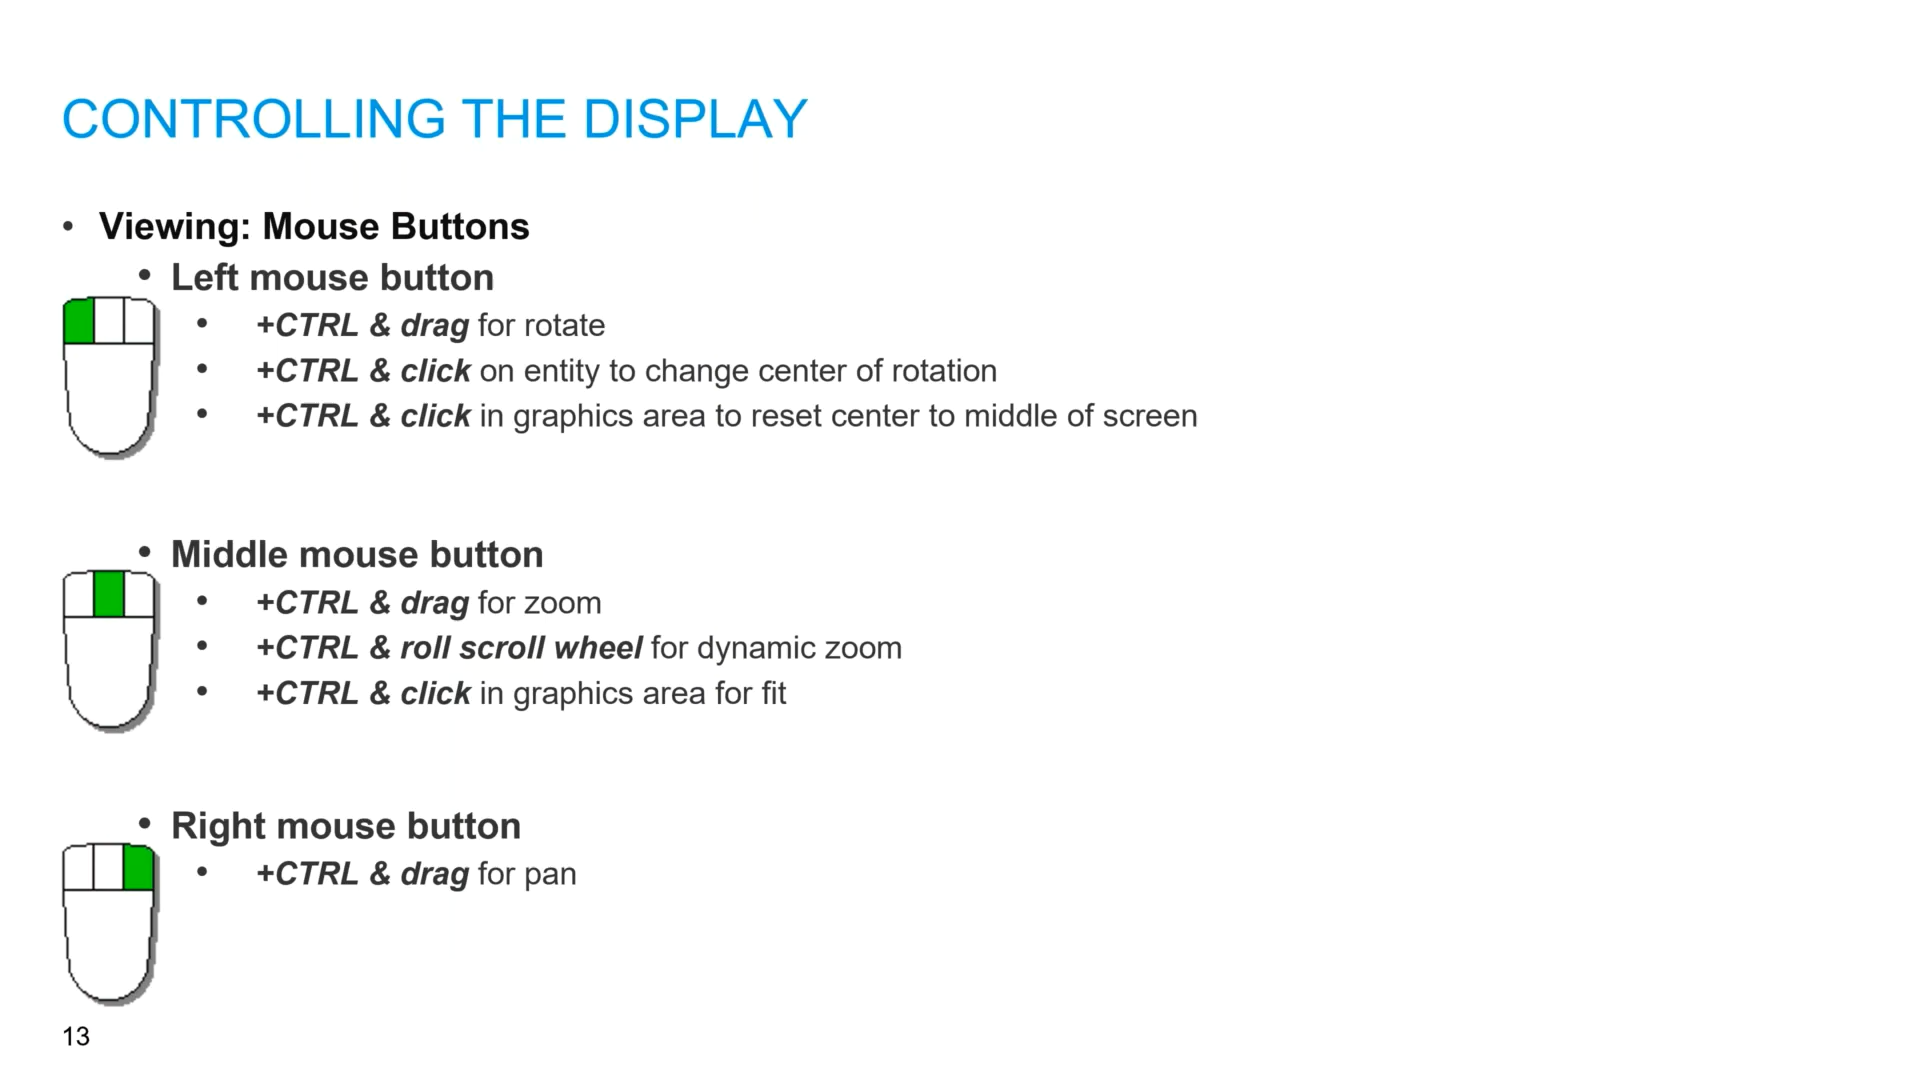 CONTROLLING THE DISPLAY
• Viewing: Mouse Buttons
• Left mouse button
• +CTRL & drag for rotate
• +CTRL & click on entity to change center of rotation
• +CTRL & click in graphics area to reset center to middle of screen
• Middle mouse button
• +CTRL & drag for zoom
• +CTRL & roll scroll wheel for dynamic zoom
• +CTRL & click in graphics area for fit
• Right mouse button
• +CTRL & drag for pan
13